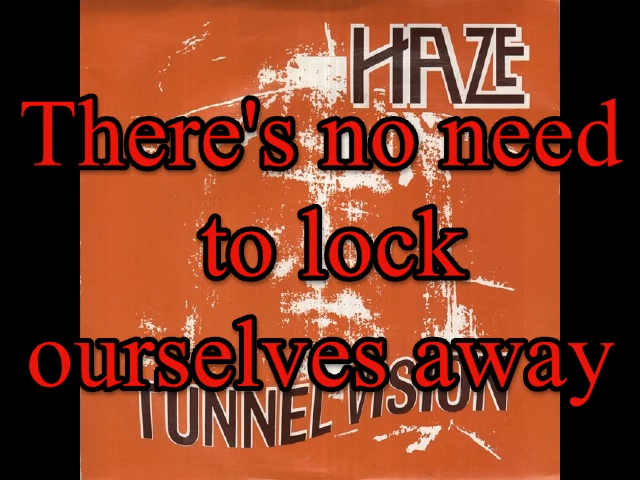 HAZE
There's no need
to lock
ourselves away
TUNNEL VISION